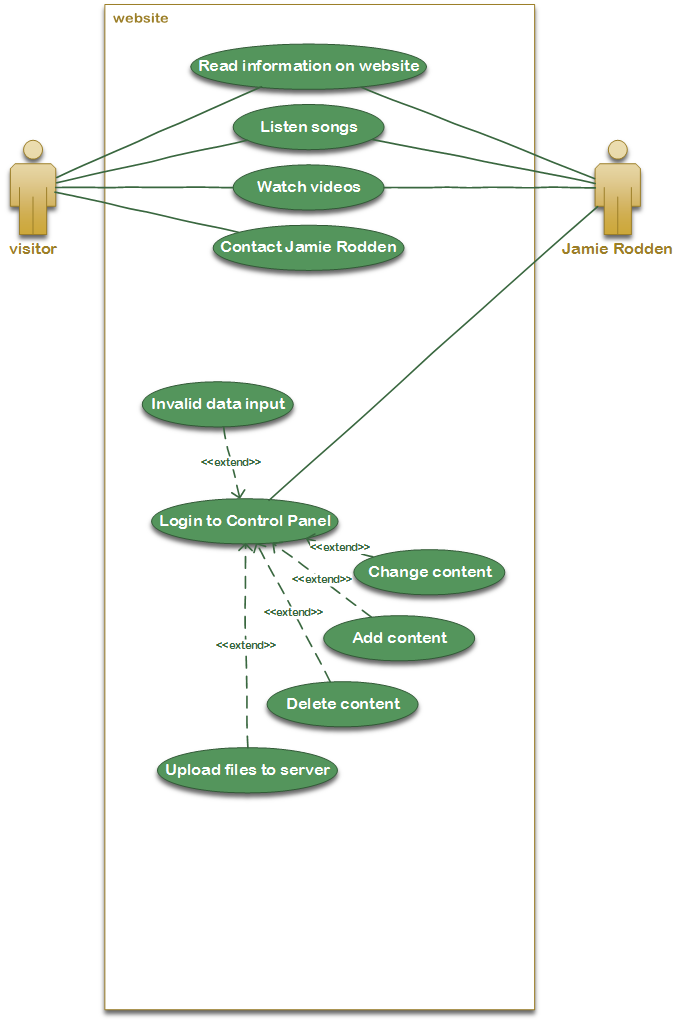 website
Read information on website
Listen songs
Watch videos
Contact Jamie Rodden
visitor
Jamie Rodden
Invalid data input
<<extend>>
Login to Control Panel
<<extend>>
Change content
<<extend>>
<<extend>>
Add content
<<extend>>
Delete content
Upload files to server